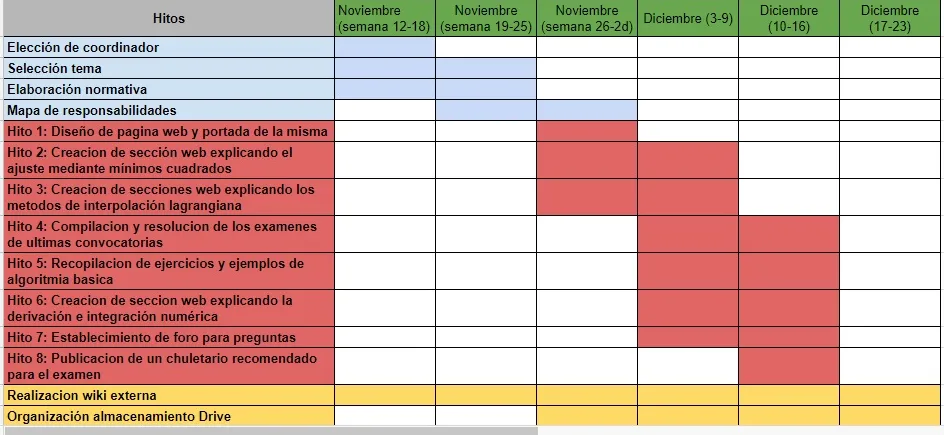 Hitos
Noviembre
(semana 12-18)
Noviembre
(semana 19-25)
Noviembre
(semana 26-2d)
Diciembre (3-9)
Diciembre
(10-16)
Diciembre
(17-23)
Elección de coordinador
Selección tema
Elaboración normativa
Mapa de responsabilidades
Hito 1: Diseño de pagina web y portada de la misma
Hito 2: Creacion de sección web explicando el
ajuste mediante mínimos cuadrados
Hito 3: Creacion de secciones web explicando los
metodos de interpolación lagrangiana
Hito 4: Compilacion y resolucion de los examenes
de ultimas convocatorias
Hito 5: Recopilacion de ejercicios y ejemplos de
algoritmia basica
Hito 6: Creacion de seccion web explicando la
derivación e integración numérica
Hito 7: Establecimiento de foro para preguntas
Hito 8: Publicacion de un chuletario recomendado
para el examen
Realizacion wiki externa
Organización almacenamiento Drive